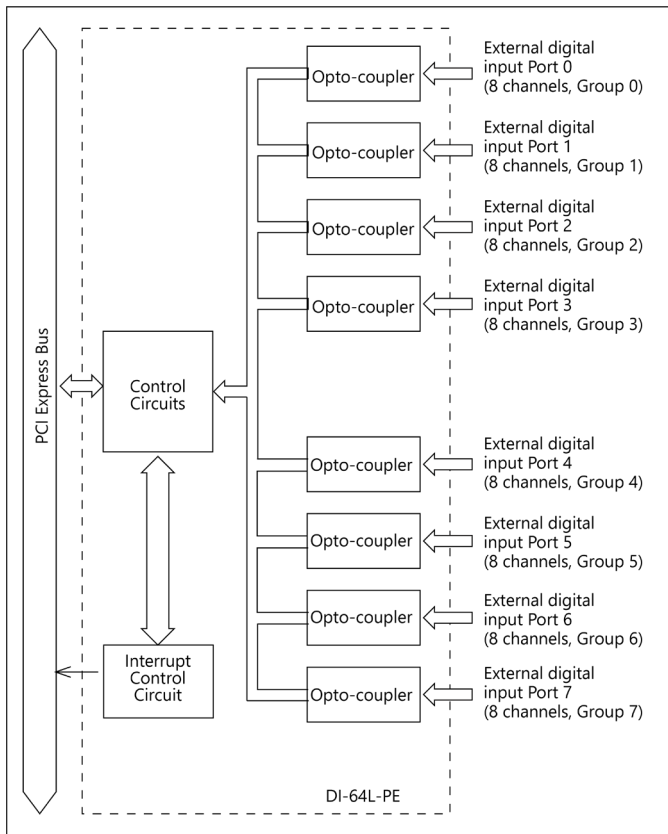 Opto-coupler
External digital
input Port 0
(8 channels, Group 0)
Opto-coupler
External digital
input Port 1
(8 channels, Group 1)
Opto-coupler
External digital
input Port 2
(8 channels, Group 2)
Opto-coupler
External digital
input Port 3
(8 channels, Group 3)
PCI Express Bus
Control
Circuits
Opto-coupler
External digital
input Port 4
(8 channels, Group 4)
Opto-coupler
External digital
input Port 5
(8 channels, Group 5)
Opto-coupler
External digital
input Port 6
(8 channels, Group 6)
Interrupt
Control
Circuit
Opto-coupler
External digital
input Port 7
(8 channels, Group 7)
DI-64L-PE